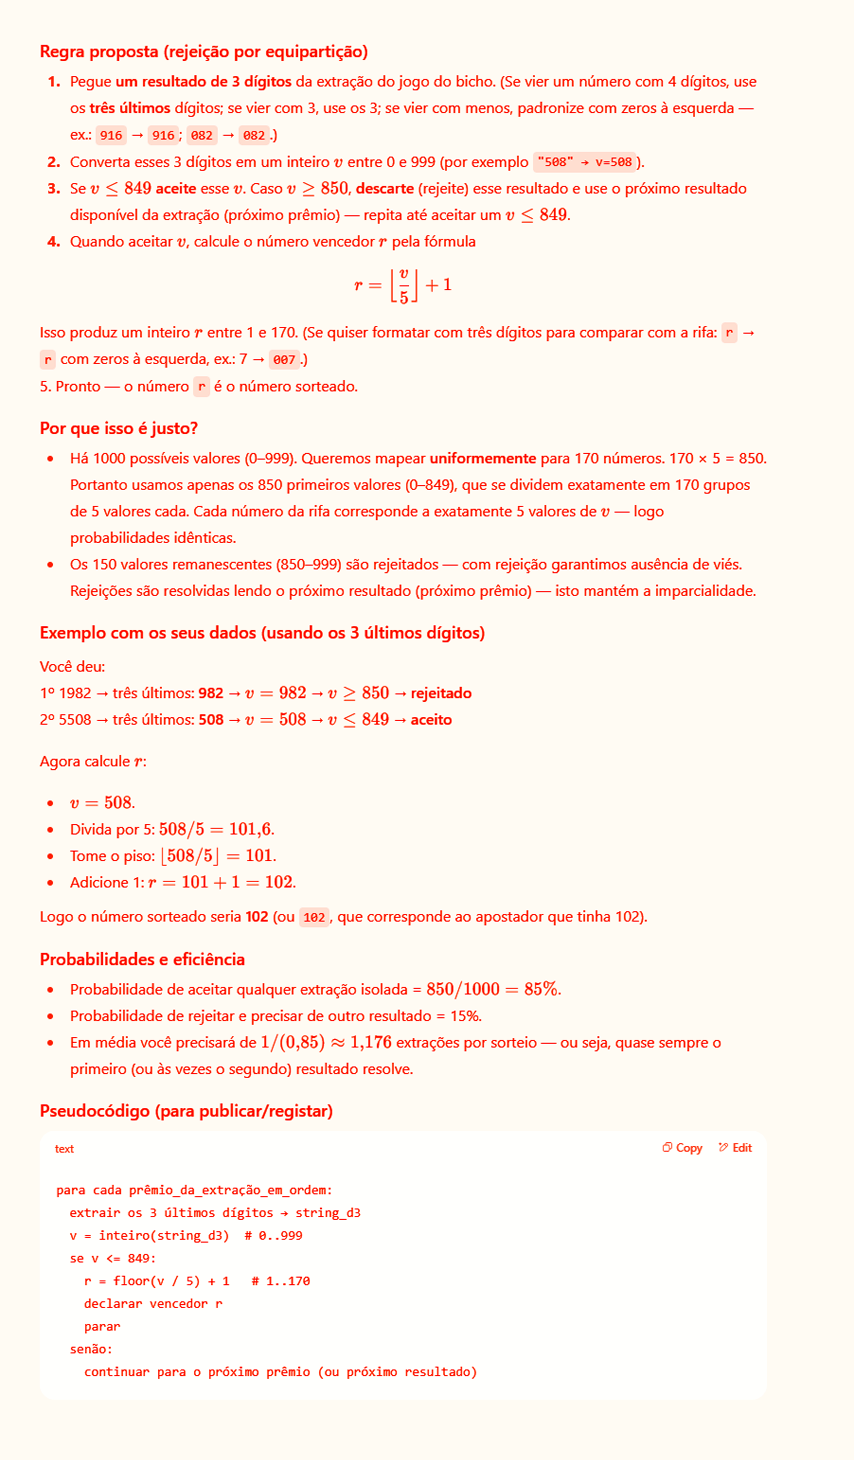 Regra proposta (rejeição por equipartição)
1. Pegue um resultado de 3 dígitos da extração do jogo do bicho. (Se vier um número com 4 dígitos, use
os três últimos dígitos; se vier com 3, use os 3; se vier com menos, padronize com zeros à esquerda —
ex.: 916 → 916; 082 → 082.)
2. Converta esses 3 dígitos em um inteiro v entre 0 e 999 (por exemplo "508" → v=508).
3. Se v ≤ 849 aceite esse v. Caso v ≥ 850, descarte (rejeite) esse resultado e use o próximo resultado
disponível da extração (próximo prêmio) — repita até aceitar um v ≤ 849.
4. Quando aceitar v, calcule o número vencedor r pela fórmula
r = ⌊v/5⌋ + 1
Isso produz um inteiro r entre 1 e 170. (Se quiser formatar com três dígitos para comparar com a rifa: r →
r com zeros à esquerda, ex.: 7 → 007.)
5. Pronto — o número r é o número sorteado.
Por que isso é justo?
• Há 1000 possíveis valores (0–999). Queremos mapear uniformemente para 170 números. 170 × 5 = 850.
Portanto usamos apenas os 850 primeiros valores (0–849), que se dividem exatamente em 170 grupos
de 5 valores cada. Cada número da rifa corresponde a exatamente 5 valores de v — logo
probabilidades idênticas.
• Os 150 valores remanescentes (850–999) são rejeitados — com rejeição garantimos ausência de viés.
Rejeições são resolvidas lendo o próximo resultado (próximo prêmio) — isto mantém a imparcialidade.
Exemplo com os seus dados (usando os 3 últimos dígitos)
Você deu:
1º 1982 → três últimos: 982 → v = 982 → v ≥ 850 → rejeitado
2º 5508 → três últimos: 508 → v = 508 → v ≤ 849 → aceito
Agora calcule r:
• v = 508.
• Divida por 5: 508/5 = 101,6.
• Tome o piso: ⌊508/5⌋ = 101.
• Adicione 1: r = 101 + 1 = 102.
Logo o número sorteado seria 102 (ou 102, que corresponde ao apostador que tinha 102).
Probabilidades e eficiência
• Probabilidade de aceitar qualquer extração isolada = 850/1000 = 85%.
• Probabilidade de rejeitar e precisar de outro resultado = 15%.
• Em média você precisará de 1/(0,85) ≈ 1,176 extrações por sorteio — ou seja, quase sempre o
primeiro (ou às vezes o segundo) resultado resolve.
Pseudocódigo (para publicar/registar)
text Copy Edit
para cada prêmio_da_extração_em_ordem:
  extrair os 3 últimos dígitos → string_d3
  v = inteiro(string_d3)  # 0..999
  se v <= 849:
    r = floor(v / 5) + 1   # 1..170
    declarar vencedor r
    parar
  senão:
    continuar para o próximo prêmio (ou próximo resultado)